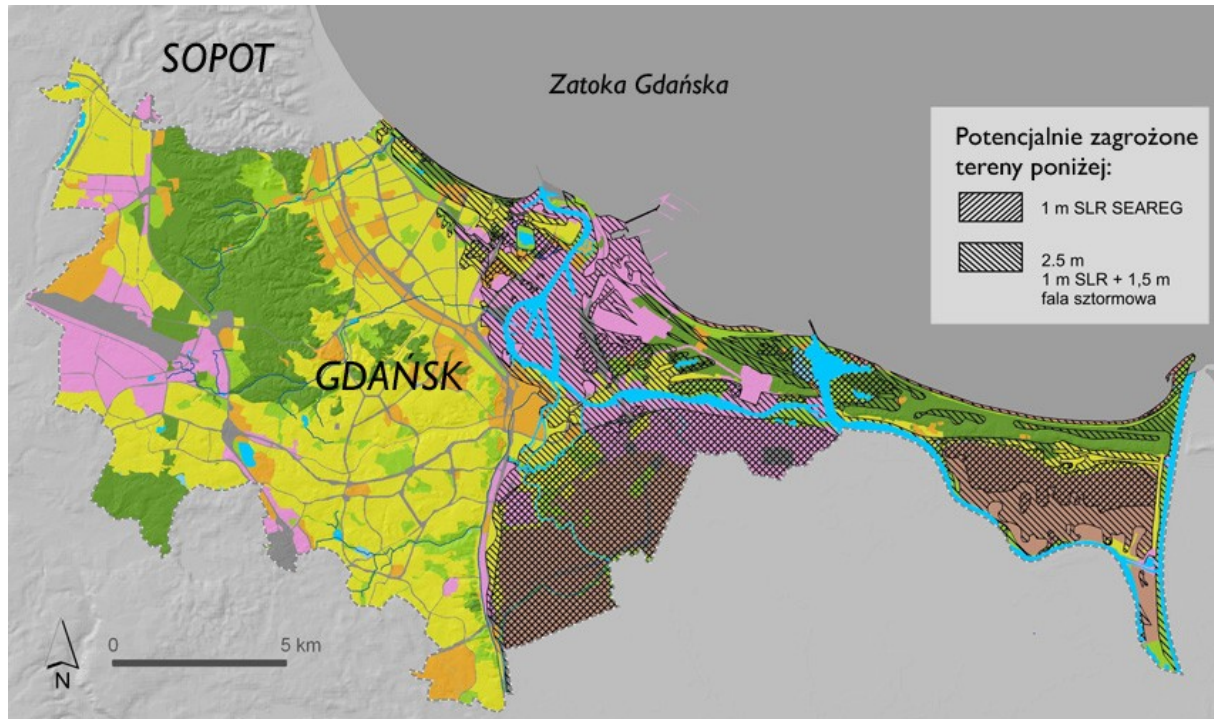 SOPOT
Zatoka Gdańska
Potencjalnie zagrożone
tereny poniżej:
1 m SLR SEAREG
2.5 m
1 m SLR + 1,5 m
fala sztormowa
GDAŃSK
0 5 km
N